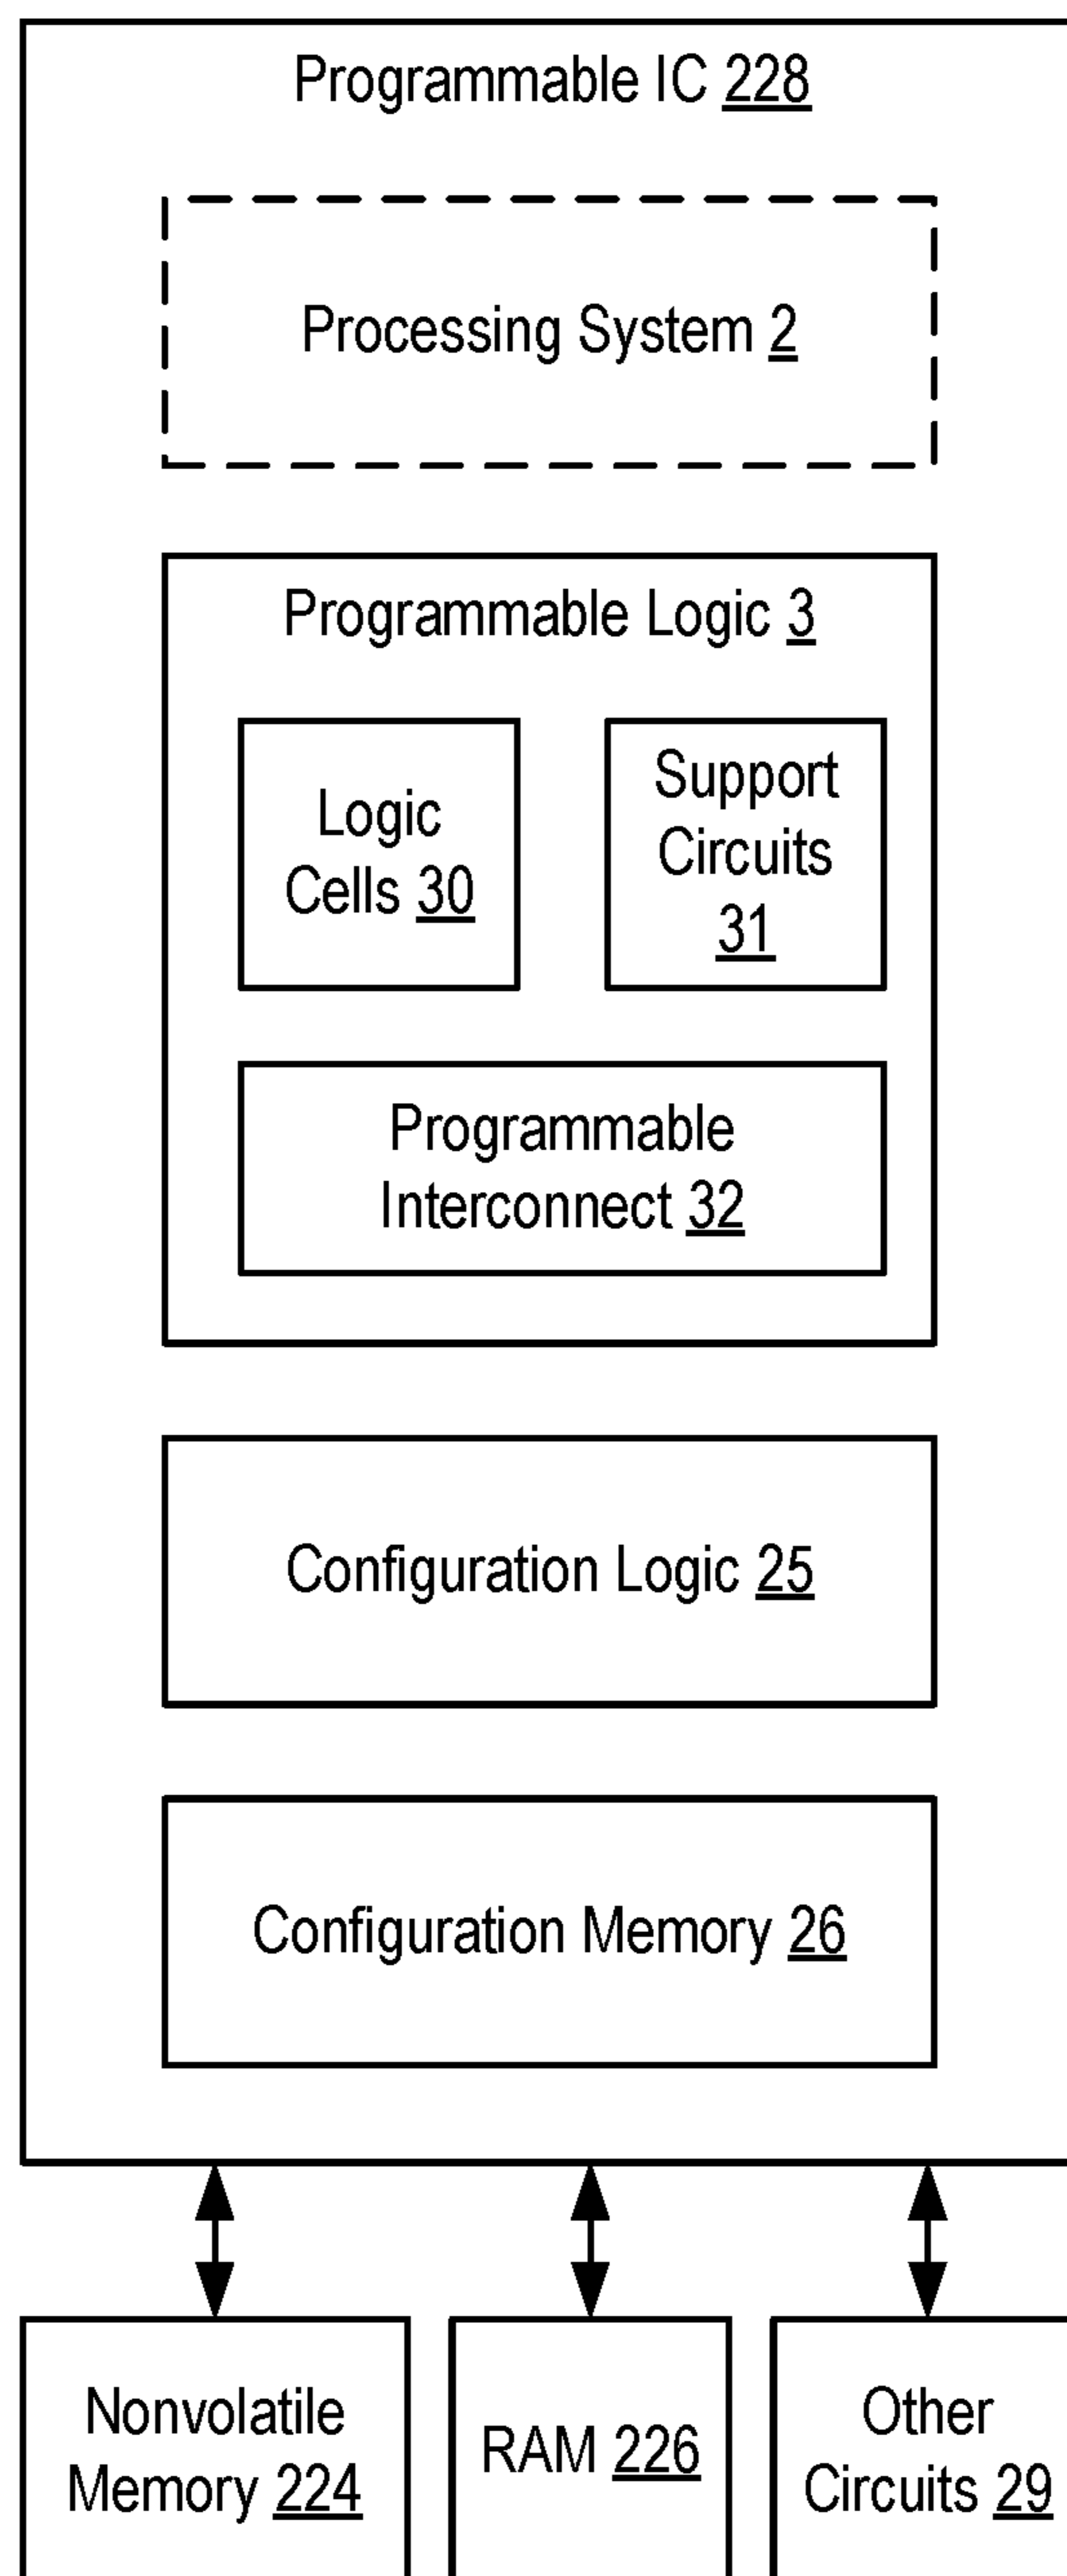 Programmable IC 228
Processing System 2
Programmable Logic 3
Logic
Cells 30
Support
Circuits
31
Programmable
Interconnect 32
Configuration Logic 25
Configuration Memory 26
Nonvolatile
Memory 224
RAM 226
Other
Circuits 29